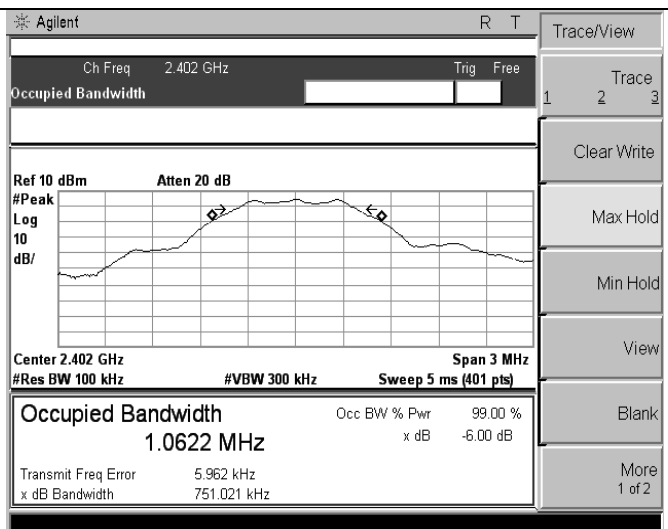 Agilent R T
Ch Freq 2.402 GHz Trig Free
Occupied Bandwidth
Ref 10 dBm Atten 20 dB
#Peak
Log
10
dB/
Center 2.402 GHz Span 3 MHz
#Res BW 100 kHz #VBW 300 kHz Sweep 5 ms (401 pts)
Occupied Bandwidth Occ BW % Pwr 99.00 %
1.0622 MHz x dB -6.00 dB
Transmit Freq Error 5.962 kHz
x dB Bandwidth 751.021 kHz
Trace/View
Trace
1 2 3
Clear Write
Max Hold
Min Hold
View
Blank
More
1 of 2